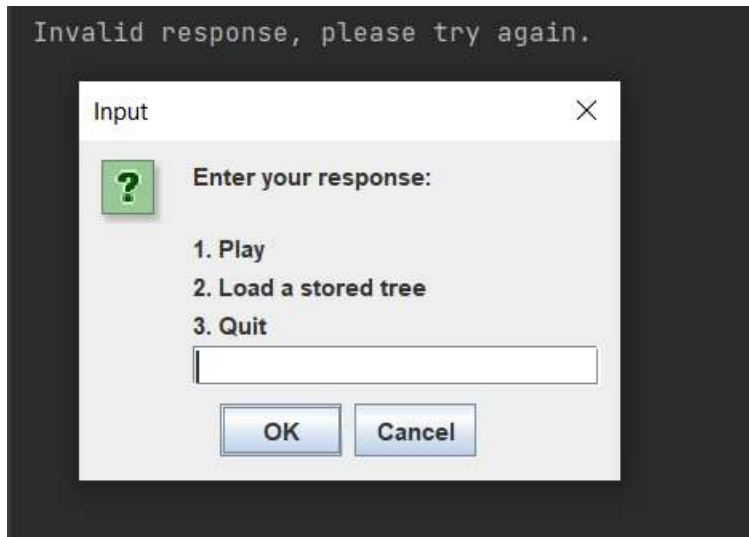 Invalid response, please try again.
Input
?
Enter your response:
1. Play
2. Load a stored tree
3. Quit
OK Cancel